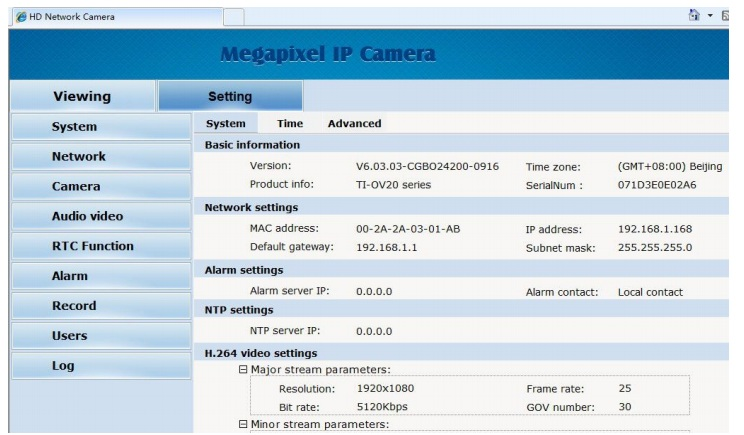 HD Network Camera
Megapixel IP Camera
Viewing
Setting
System
Network
Camera
Audio video
RTC Function
Alarm
Record
Users
Log
System Time Advanced
Basic information
Version: V6.03.03-CGBO24200-0916 Time zone: (GMT+08:00) Beijing
Product info: TI-OV20 series SerialNum : 071D3E0E02A6
Network settings
MAC address: 00-2A-2A-03-01-AB IP address: 192.168.1.168
Default gateway: 192.168.1.1 Subnet mask: 255.255.255.0
Alarm settings
Alarm server IP: 0.0.0.0 Alarm contact: Local contact
NTP settings
NTP server IP: 0.0.0.0
H.264 video settings
Major stream parameters:
Resolution: 1920x1080 Frame rate: 25
Bit rate: 5120Kbps GOV number: 30
Minor stream parameters: